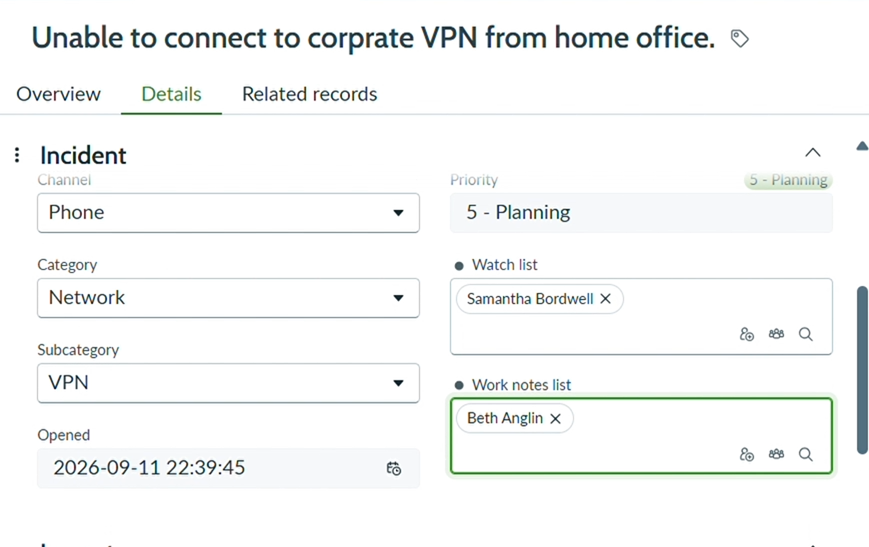 Unable to connect to corprate VPN from home office.
Overview Details Related records
Incident
Channel
Phone
Category
Network
Subcategory
VPN
Opened
2026-09-11 22:39:45
Priority 5 - Planning
5 - Planning
Watch list
Samantha Bordwell
Work notes list
Beth Anglin